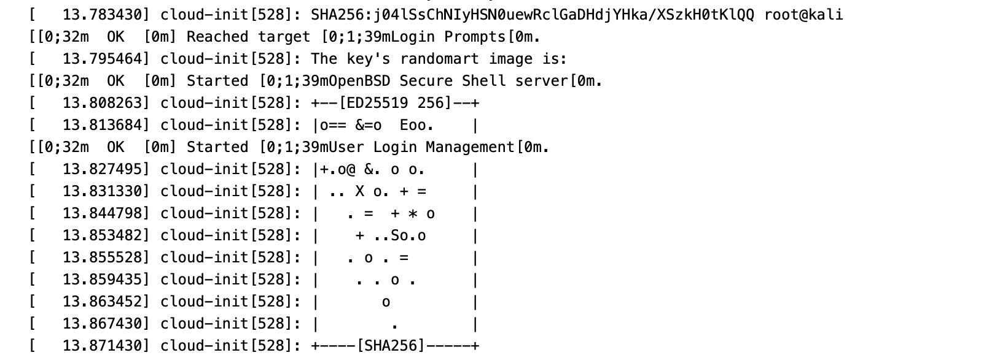 [   13.783430] cloud-init[528]: SHA256:j04lSsChNIyHSN0uewRclGaDHdjYHka/XSzkH0tKlQQ root@kali
[[0;32m  OK  [0m] Reached target [0;1;39mLogin Prompts[0m.
[   13.795464] cloud-init[528]: The key's randomart image is:
[[0;32m  OK  [0m] Started [0;1;39mOpenBSD Secure Shell server[0m.
[   13.808263] cloud-init[528]: +--[ED25519 256]--+
[   13.813684] cloud-init[528]: |o== &=o  Eoo.    |
[[0;32m  OK  [0m] Started [0;1;39mUser Login Management[0m.
[   13.827495] cloud-init[528]: |+.o@ &. o o.     |
[   13.831330] cloud-init[528]: | .. X o. + =     |
[   13.844798] cloud-init[528]: |   . =  + * o    |
[   13.853482] cloud-init[528]: |    + ..So.o     |
[   13.855528] cloud-init[528]: |   . o . =       |
[   13.859435] cloud-init[528]: |    . . o .      |
[   13.863452] cloud-init[528]: |       o         |
[   13.867430] cloud-init[528]: |        .        |
[   13.871430] cloud-init[528]: +----[SHA256]-----+